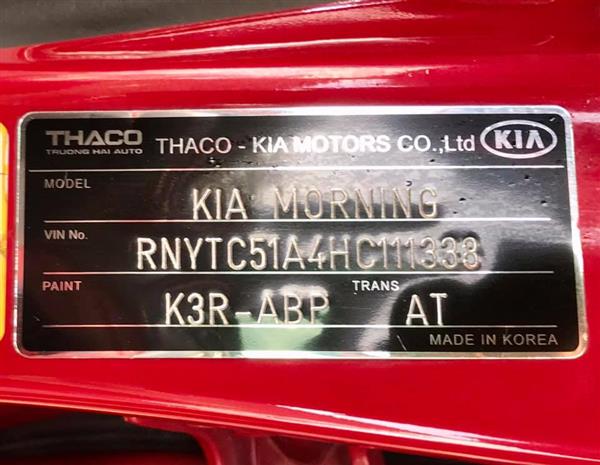 THACO
TRUONG HAI AUTO
THACO - KIA MOTORS CO.,Ltd
KIA
MODEL
KIA MORNING
VIN No.
RNYTC51A4HC111338
PAINT
K3R-ABP
TRANS
AT
MADE IN KOREA